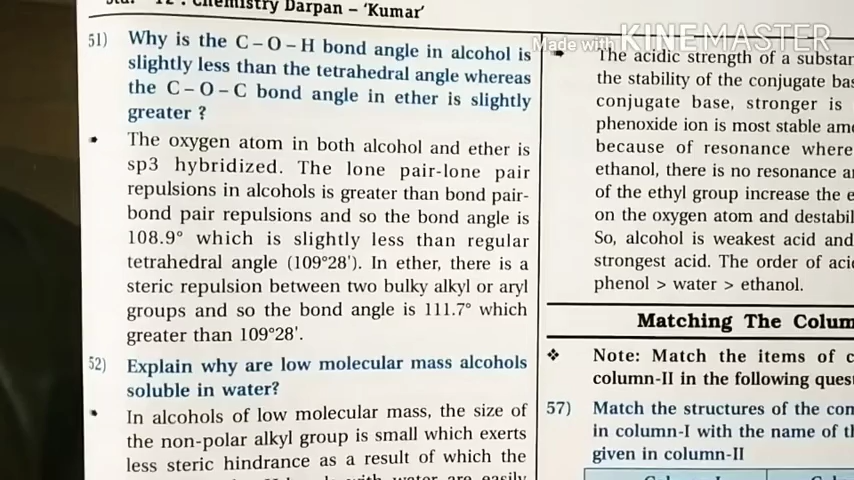 Std. - 12 : Chemistry Darpan – 'Kumar'
Made with KINEMASTER
51) Why is the C – O – H bond angle in alcohol is
slightly less than the tetrahedral angle whereas
the C – O – C bond angle in ether is slightly
greater ?
• The oxygen atom in both alcohol and ether is
sp3 hybridized. The lone pair-lone pair
repulsions in alcohols is greater than bond pair-
bond pair repulsions and so the bond angle is
108.9° which is slightly less than regular
tetrahedral angle (109°28'). In ether, there is a
steric repulsion between two bulky alkyl or aryl
groups and so the bond angle is 111.7° which
greater than 109°28'.
52) Explain why are low molecular mass alcohols
soluble in water?
• In alcohols of low molecular mass, the size of
the non-polar alkyl group is small which exerts
less steric hindrance as a result of which the
with water are easily
The acidic strength of a
the stability of the conjugate
conjugate base, stronger is
phenoxide ion is most stable
because of resonance where
ethanol, there is no resonance
of the ethyl group increase the
on the oxygen atom and
So, alcohol is weakest acid and
strongest acid. The order of
phenol > water > ethanol.
Matching The
❖ Note: Match the items of
column-II in the following
57) Match the structures of the
in column-I with the name of
given in column-II